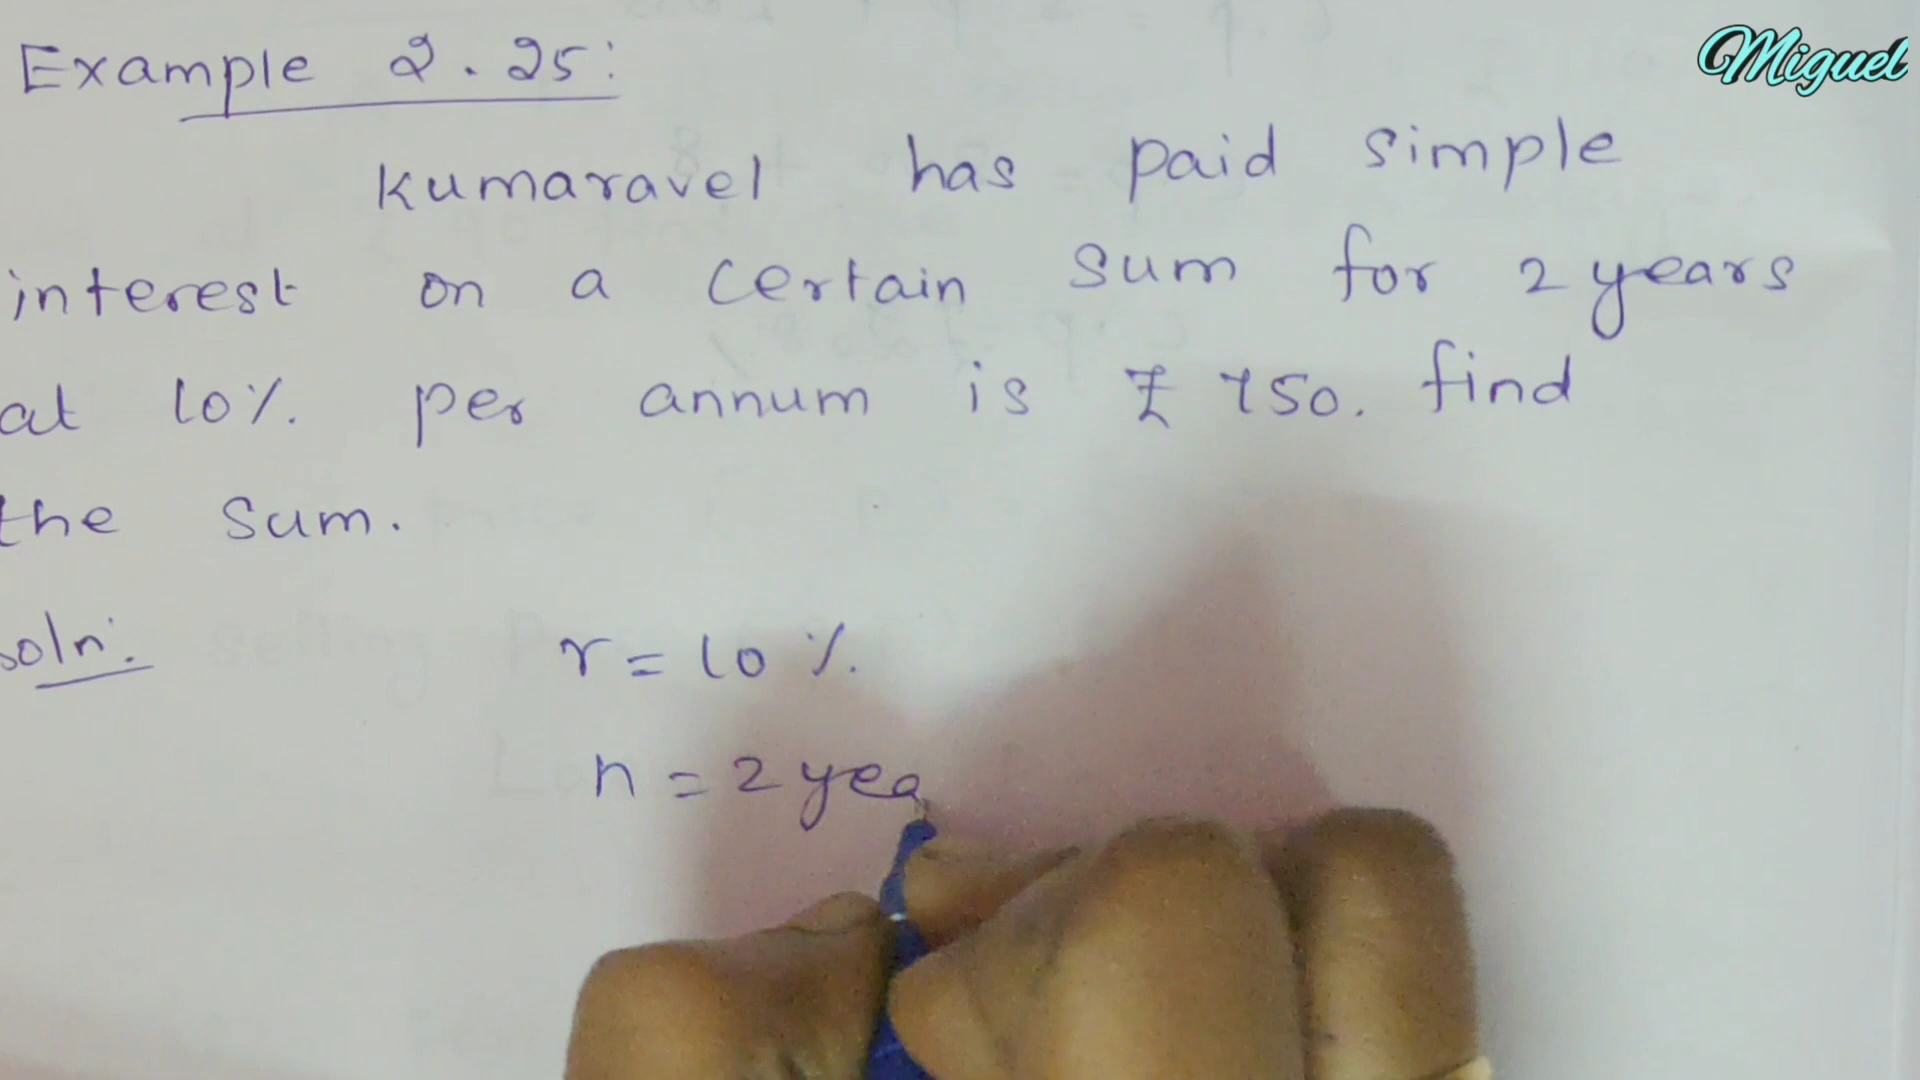 Example 2.25:
Miguel
Kumaravel has paid simple
interest on a certain sum for 2 years
at 10% per annum is ₹ 750. find
the sum.
soln:
r = 10 %.
n = 2 yea